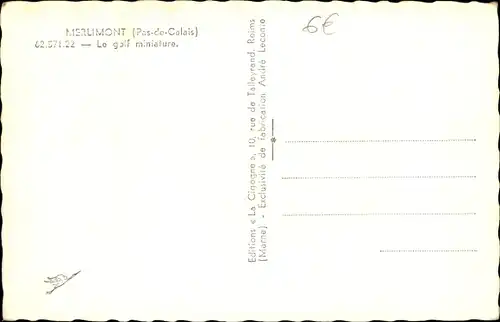 MERLIMONT (Pas-de-Calais)
62.571.22 — Le golf miniature.
6€
Editions « La Cigogne », 10, rue de Talleyrand, Reims
(Marne) - Exclusivité de fabrication André Leconte